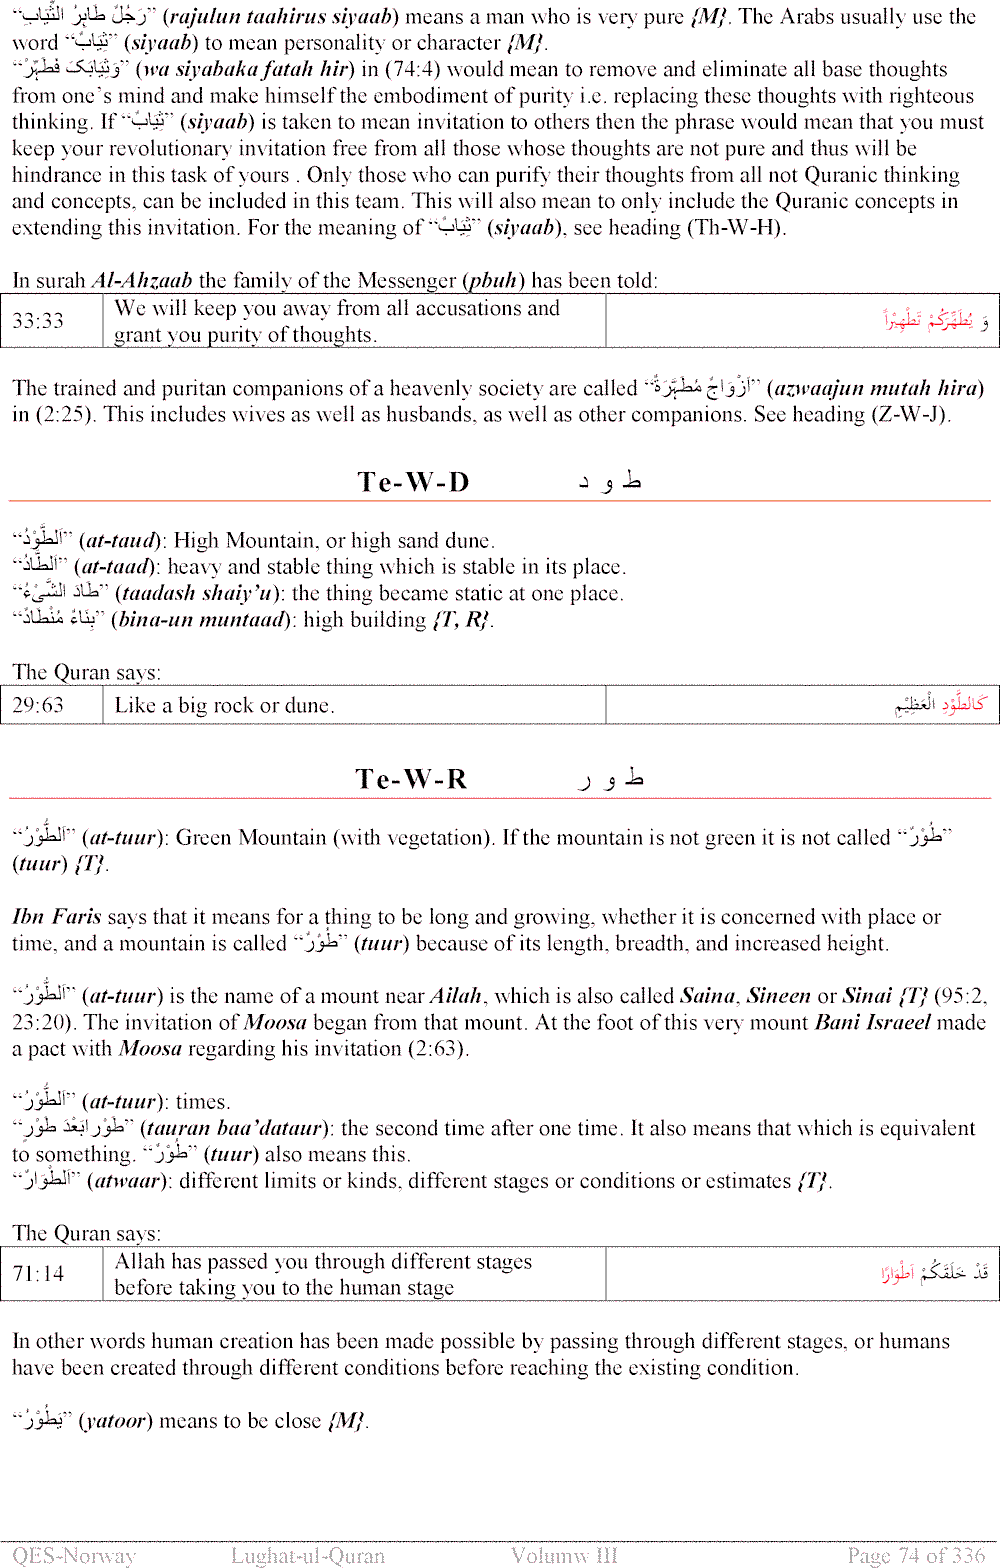 “رَجُلٌ طَاہِرُ الثِّيَابِ” (rajulun taahirus siyaab) means a man who is very pure {M}. The Arabs usually use the
word “ثِيَابٌ” (siyaab) to mean personality or character {M}.
“وَثِيَابَکَ فَطَہِّرْ” (wa siyabaka fatah hir) in (74:4) would mean to remove and eliminate all base thoughts
from one’s mind and make himself the embodiment of purity i.e. replacing these thoughts with righteous
thinking. If “ثِيَابٌ” (siyaab) is taken to mean invitation to others then the phrase would mean that you must
keep your revolutionary invitation free from all those whose thoughts are not pure and thus will be
hindrance in this task of yours . Only those who can purify their thoughts from all not Quranic thinking
and concepts, can be included in this team. This will also mean to only include the Quranic concepts in
extending this invitation. For the meaning of “ثِيَابٌ” (siyaab), see heading (Th-W-H).
In surah Al-Ahzaab the family of the Messenger (pbuh) has been told:
33:33 We will keep you away from all accusations and
grant you purity of thoughts. وَ يُطَہِّرَکُمْ تَطْہِيْراً
The trained and puritan companions of a heavenly society are called “اَزْوَاجٌ مُطَہَّرَةٌ” (azwaajun mutah hira)
in (2:25). This includes wives as well as husbands, as well as other companions. See heading (Z-W-J).
Te-W-D ط و د
“اَلطَّوْدُ” (at-taud): High Mountain, or high sand dune.
“اَلطَّادُ” (at-taad): heavy and stable thing which is stable in its place.
“طَادَ الشَّیْءُ” (taadash shaiy’u): the thing became static at one place.
“بِنَاءٌ مُنْطَادٌ” (bina-un muntaad): high building {T, R}.
The Quran says:
29:63 Like a big rock or dune. کَالطَّوْدِ الْعَظِيْمِ
Te-W-R ط و ر
“اَلطُّوْرُ” (at-tuur): Green Mountain (with vegetation). If the mountain is not green it is not called “طُوْرٌ”
(tuur) {T}.
Ibn Faris says that it means for a thing to be long and growing, whether it is concerned with place or
time, and a mountain is called “طُوْرٌ” (tuur) because of its length, breadth, and increased height.
“اَلطُّوْرُ” (at-tuur) is the name of a mount near Ailah, which is also called Saina, Sineen or Sinai {T} (95:2,
23:20). The invitation of Moosa began from that mount. At the foot of this very mount Bani Israeel made
a pact with Moosa regarding his invitation (2:63).
“اَلطُّوْرُ” (at-tuur): times.
“طَوْرًا بَعْدَ طَوْرٍ” (tauran baa’dataur): the second time after one time. It also means that which is equivalent
to something. “طُوْرٌ” (tuur) also means this.
“اَلطْوَارٌ” (atwaar): different limits or kinds, different stages or conditions or estimates {T}.
The Quran says:
71:14 Allah has passed you through different stages
before taking you to the human stage قَدْ خَلَقَکُمْ اَطْوَارًا
In other words human creation has been made possible by passing through different stages, or humans
have been created through different conditions before reaching the existing condition.
“يَطُوْرُ” (yatoor) means to be close {M}.
QES-Norway Lughat-ul-Quran Volumw III Page 74 of 336